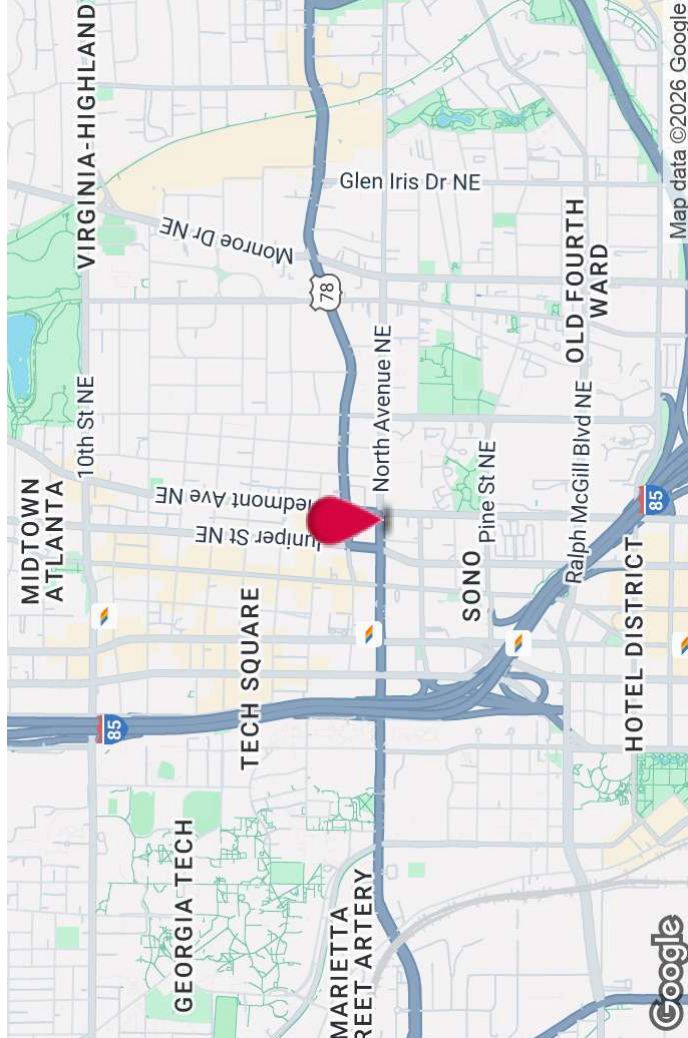 VIRGINIA-HIGHLAND
MIDTOWN
ATLANTA
10th St NE
Monroe Dr NE
Piedmont Ave NE
Juniper St NE
TECH SQUARE
85
GEORGIA TECH
78
Glen Iris Dr NE
North Avenue NE
MARIETTA
REET ARTERY
SONO
Pine St NE
OLD FOURTH
WARD
Ralph McGill Blvd NE
85
HOTEL DISTRICT
Google
Map data ©2026 Google